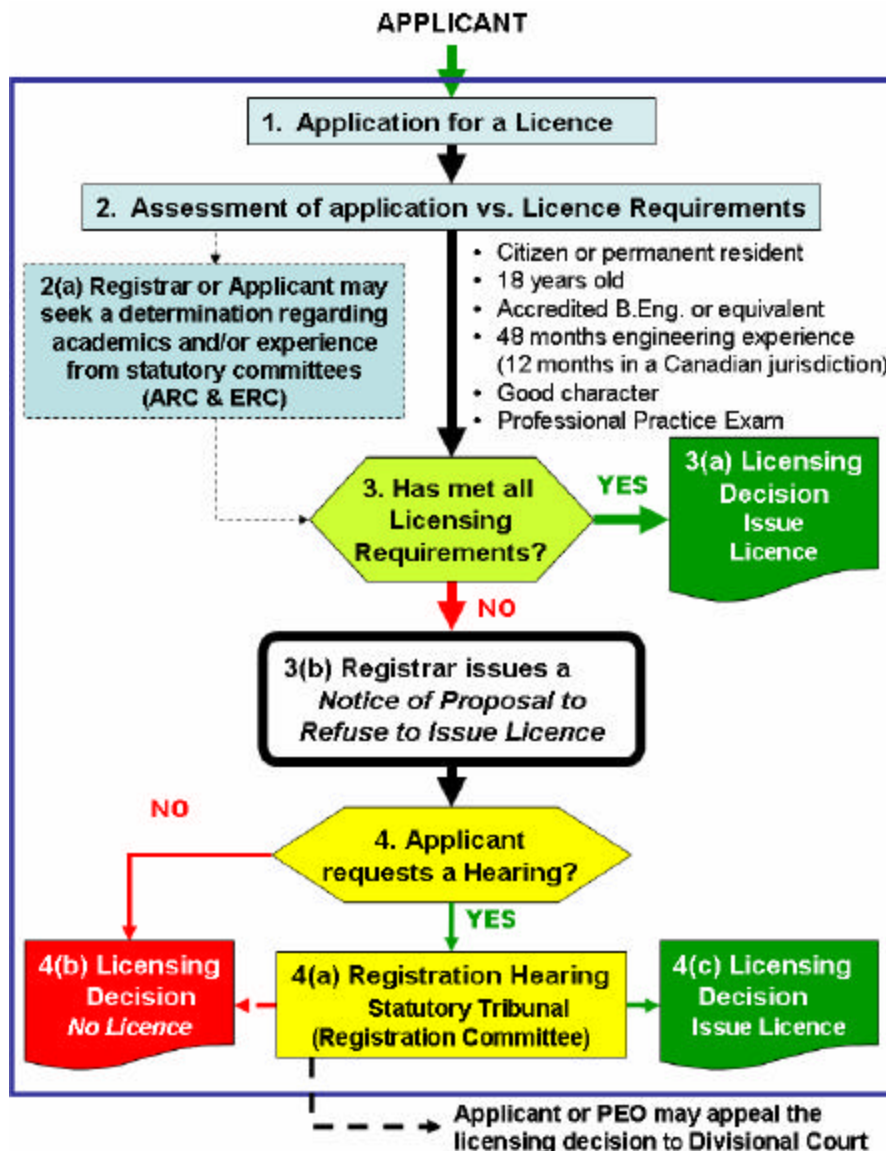 APPLICANT
1. Application for a Licence
2. Assessment of application vs. Licence Requirements
• Citizen or permanent resident
• 18 years old
• Accredited B.Eng. or equivalent
• 48 months engineering experience
(12 months in a Canadian jurisdiction)
• Good character
• Professional Practice Exam
2(a) Registrar or Applicant may
seek a determination regarding
academics and/or experience
from statutory committees
(ARC & ERC)
3. Has met all
Licensing
Requirements?
YES
3(a) Licensing
Decision
Issue
Licence
NO
3(b) Registrar issues a
Notice of Proposal to
Refuse to Issue Licence
NO
4. Applicant
requests a Hearing?
YES
4(b) Licensing
Decision
No Licence
4(a) Registration Hearing
Statutory Tribunal
(Registration Committee)
4(c) Licensing
Decision
Issue Licence
Applicant or PEO may appeal the
licensing decision to Divisional Court